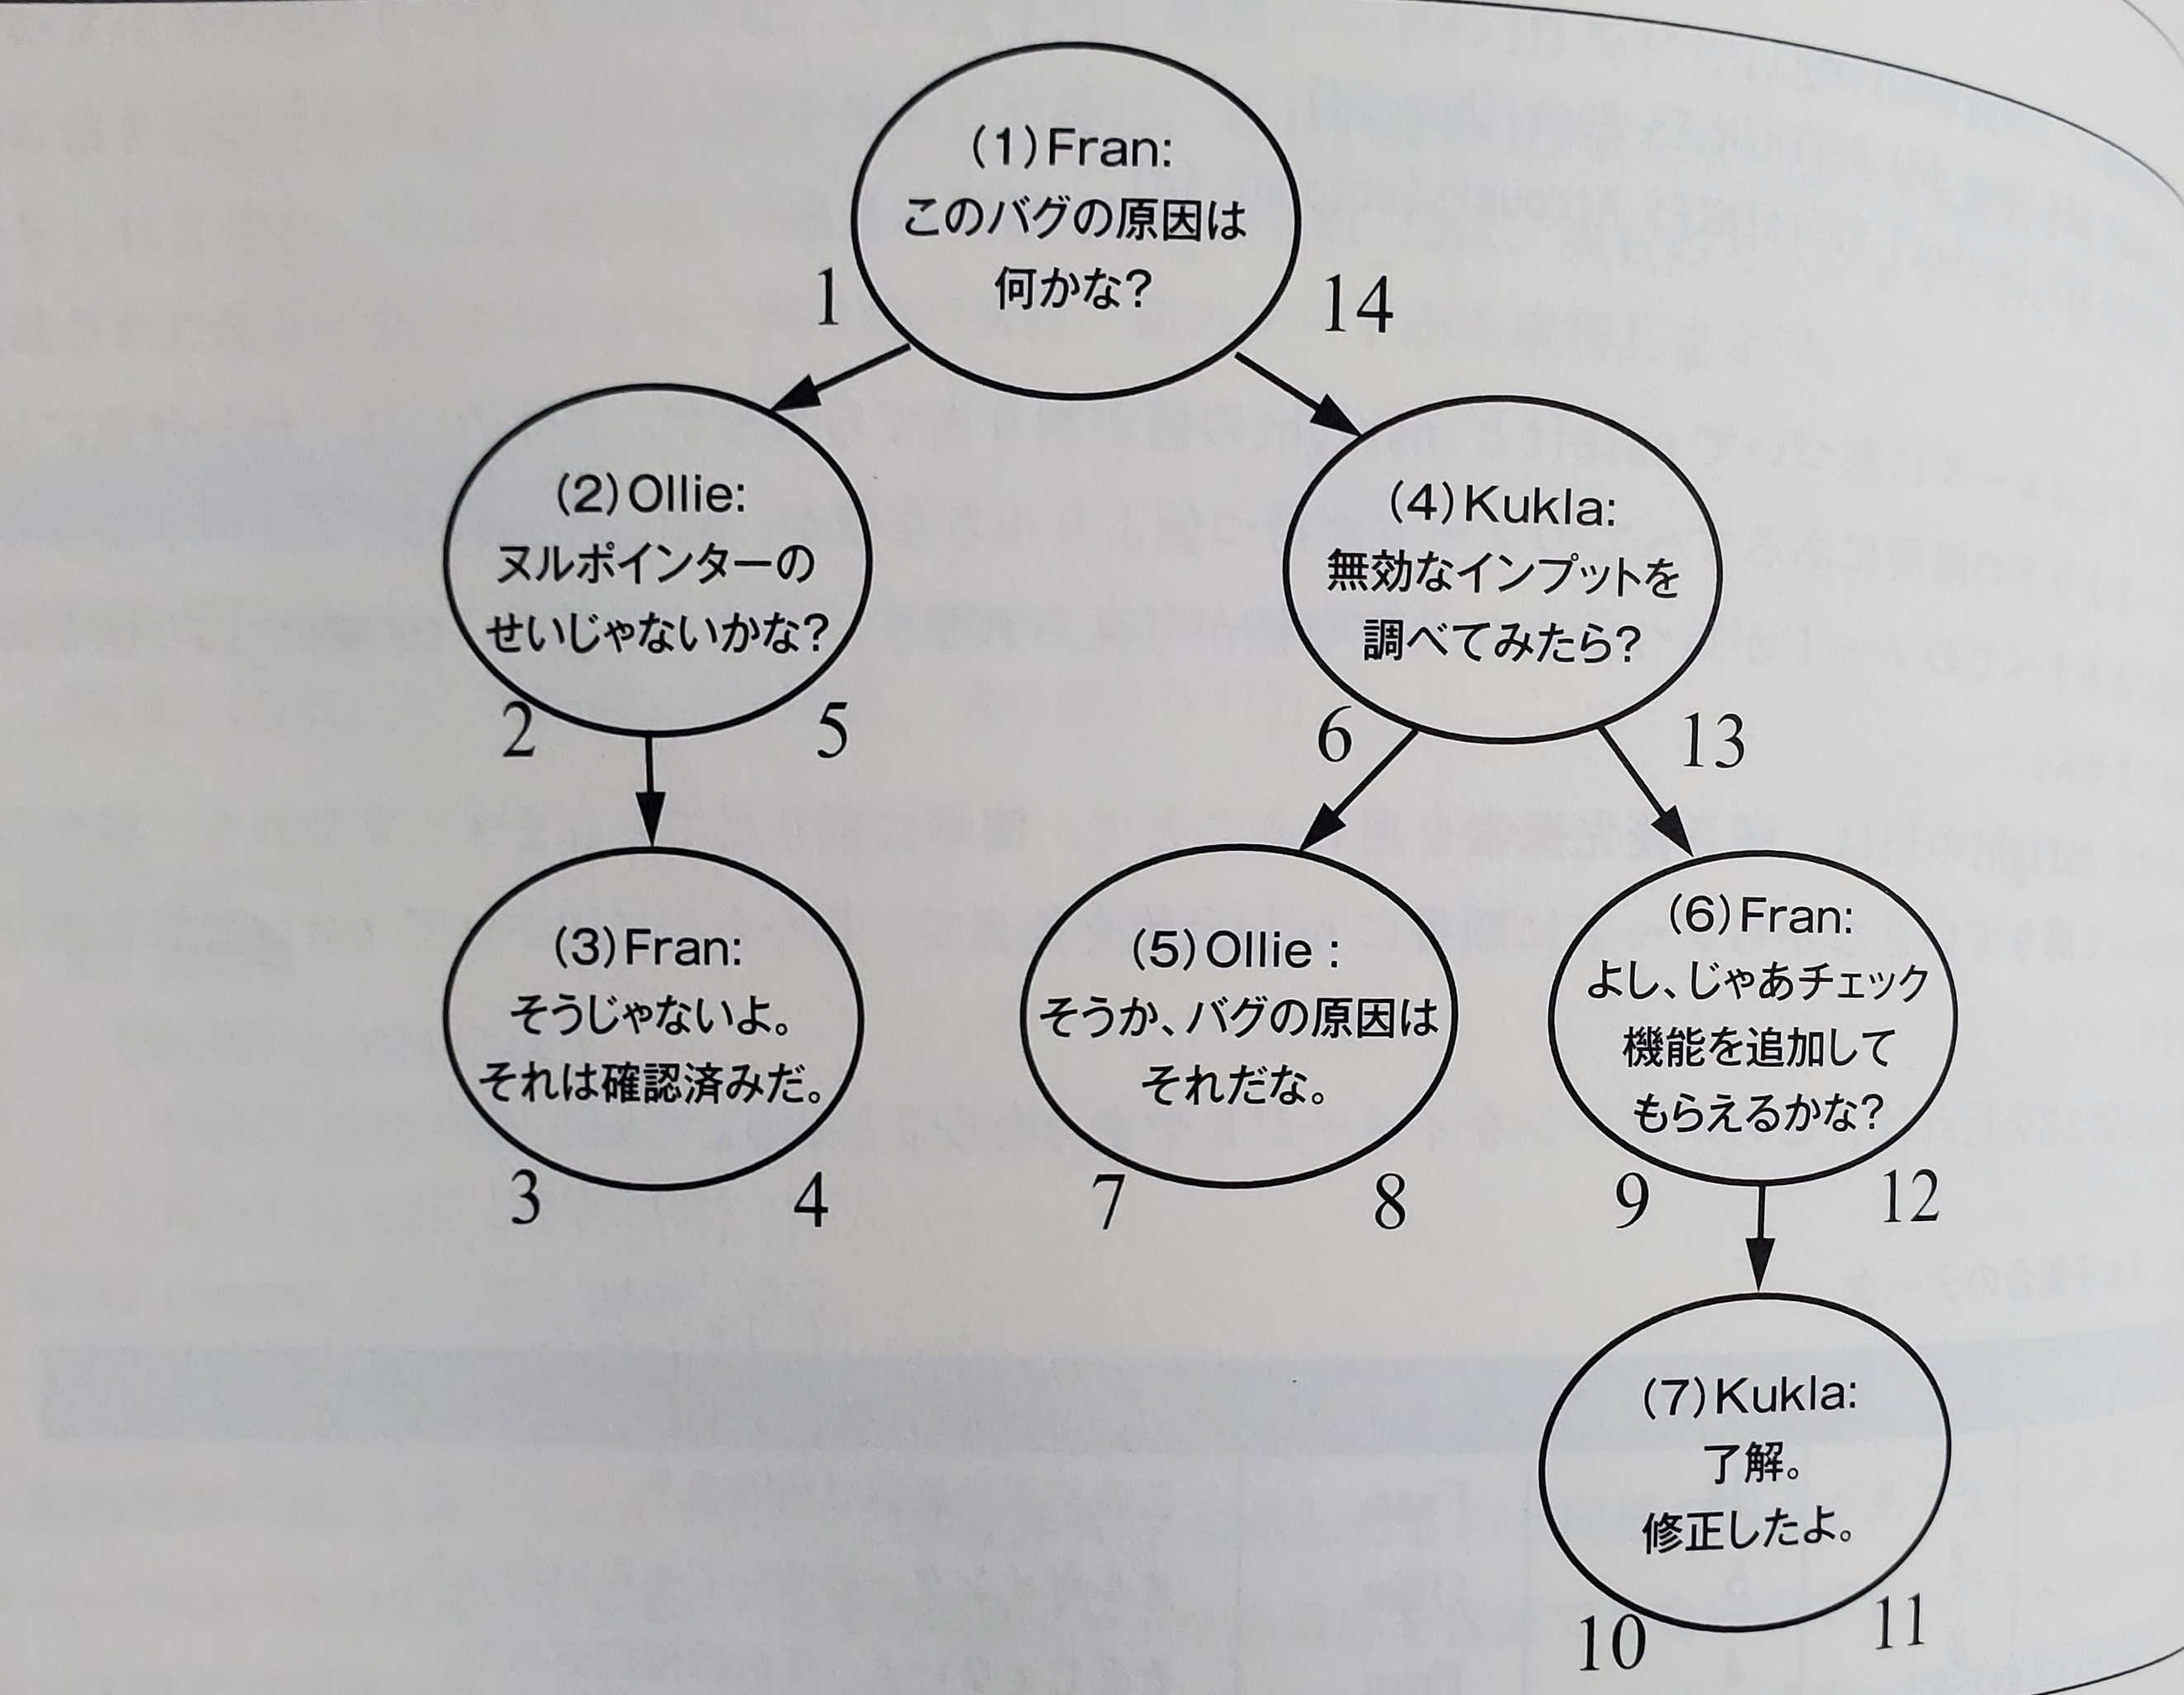 (1)Fran:
このバグの原因は
何かな?
1
14
(2)Ollie:
ヌルポインターの
せいじゃないかな?
2
5
(4)Kukla:
無効なインプットを
調べてみたら?
6
13
(3)Fran:
そうじゃないよ。
それは確認済みだ。
3
4
(5)Ollie :
そうか、バグの原因は
それだな。
7
8
(6)Fran:
よし、じゃあチェック
機能を追加して
もらえるかな?
9
12
(7)Kukla:
了解。
修正したよ。
10
11